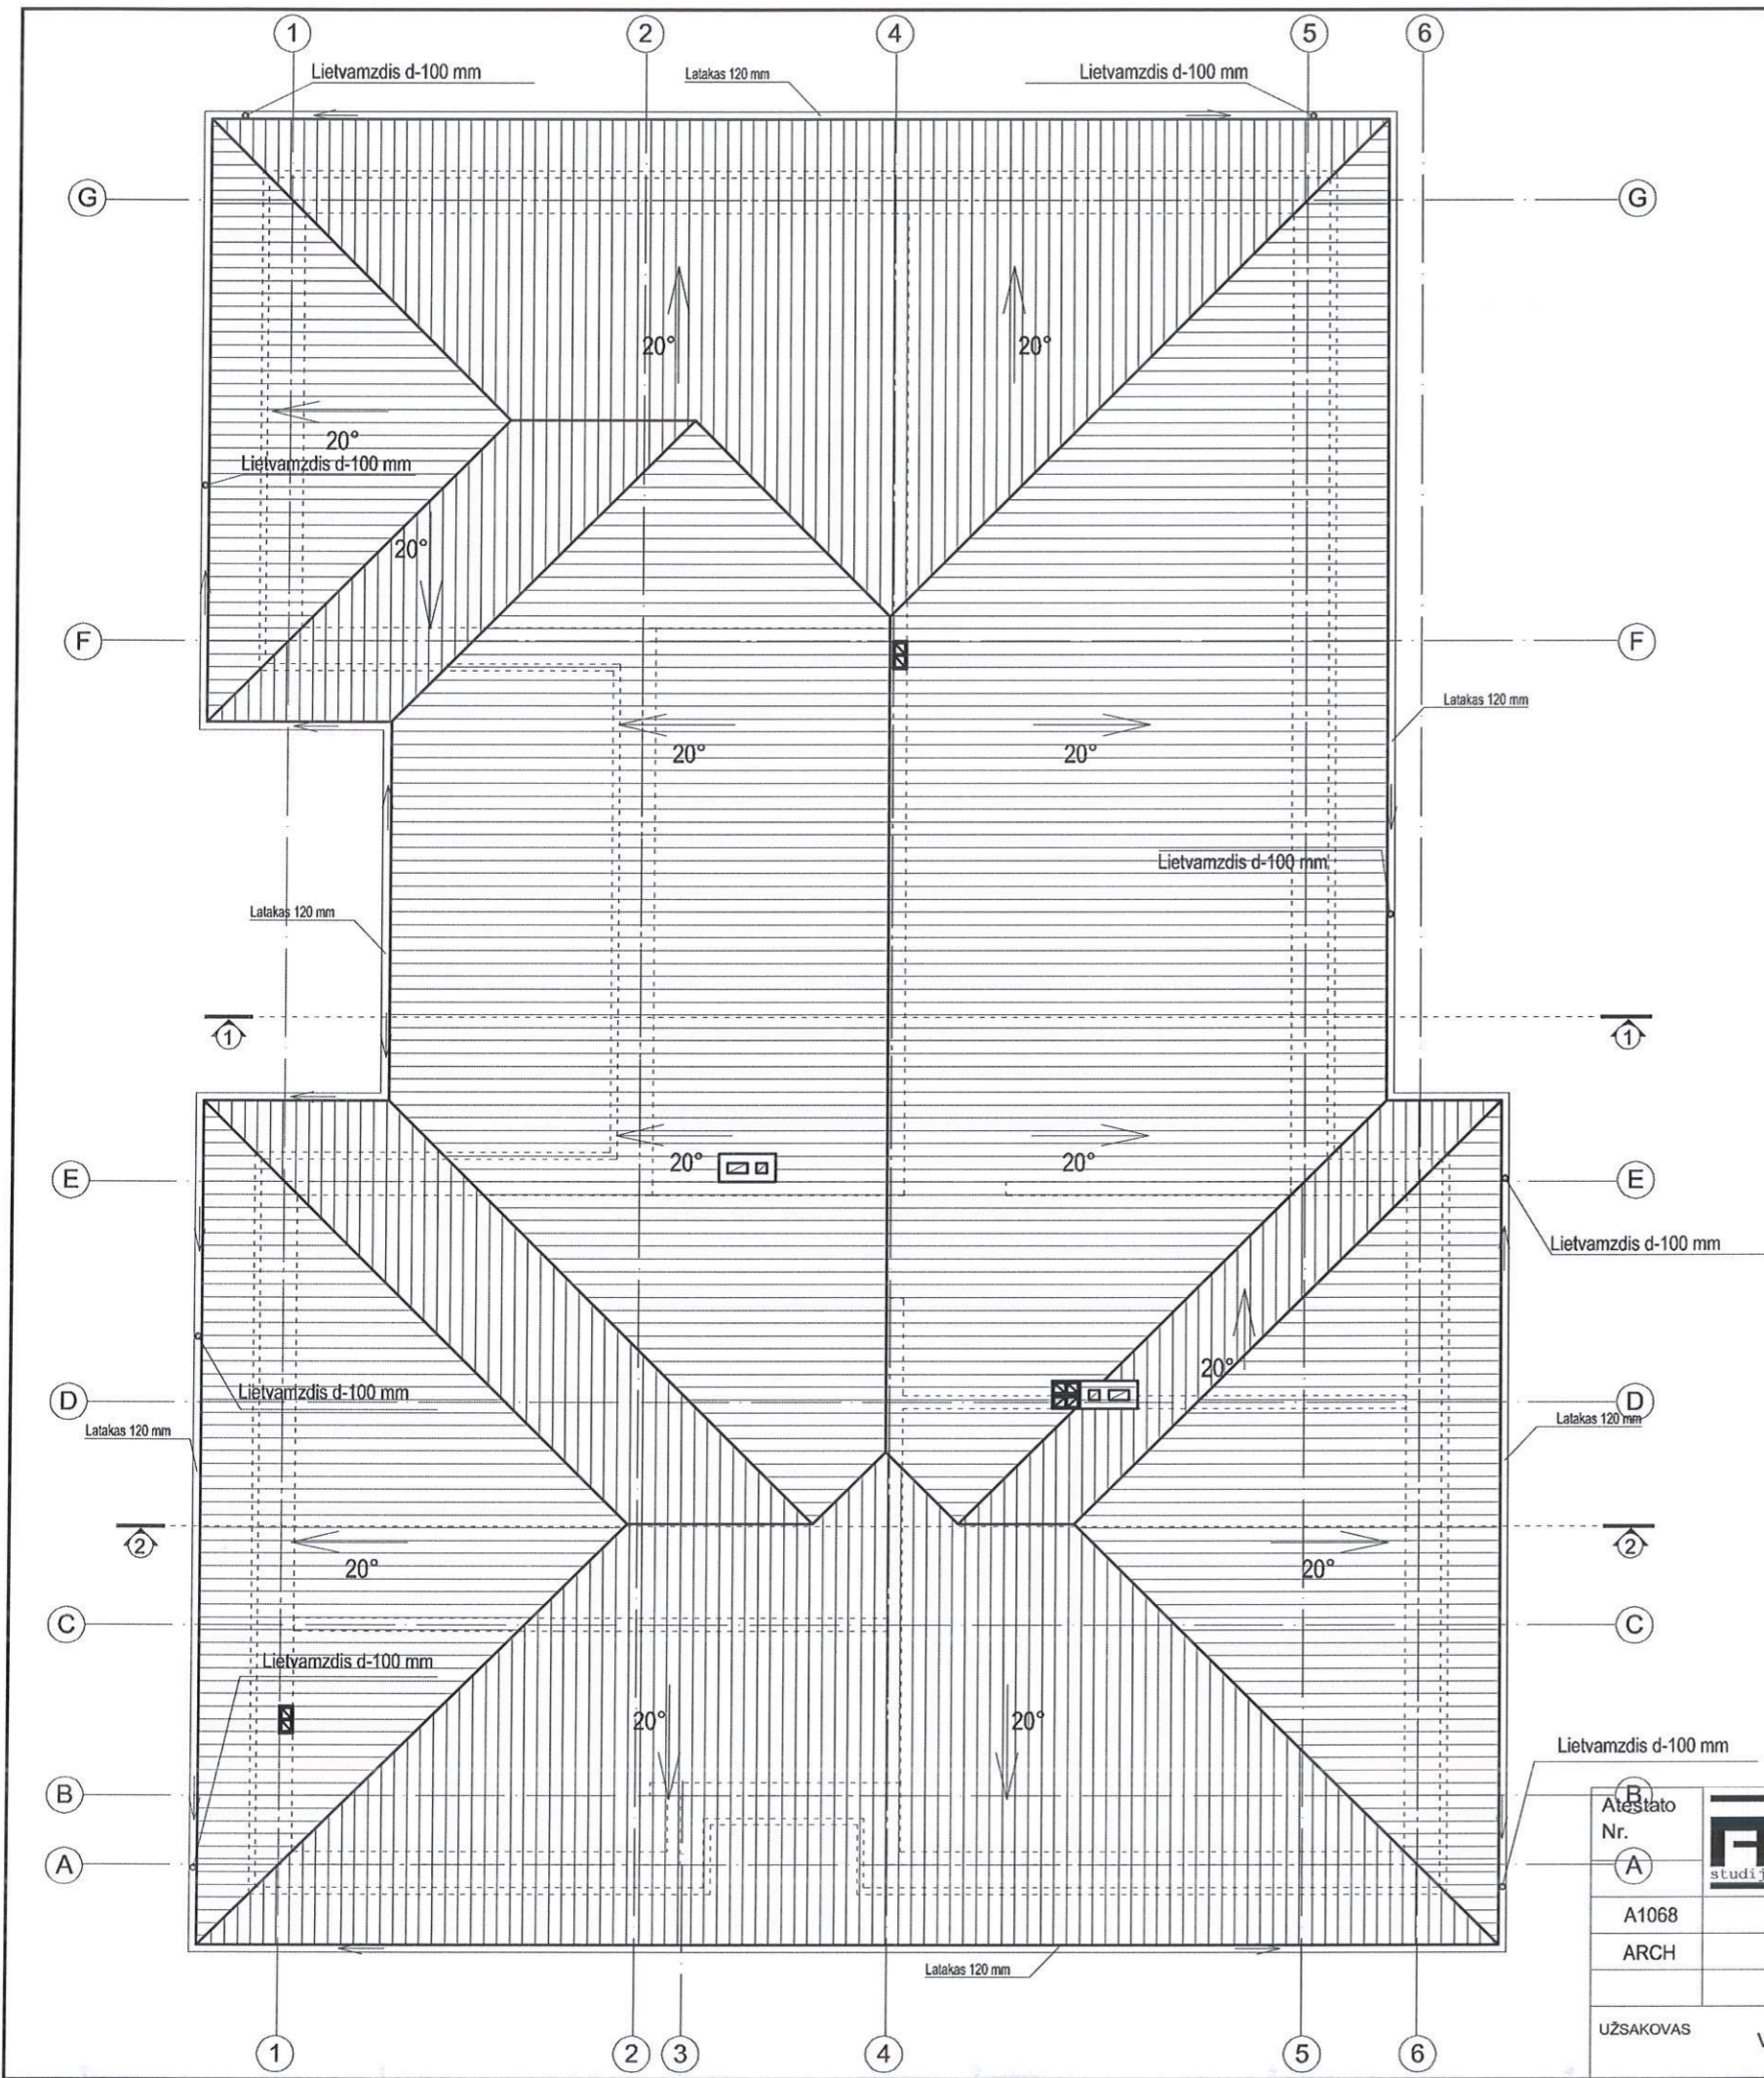 1 2 4 5 6
Lietvamzdis d-100 mm
Latakas 120 mm
Lietvamzdis d-100 mm
G G
20° 20°
20°
Lietvamzdis d-100 mm
20°
F F
Latakas 120 mm
20° 20°
Lietvamzdis d-100 mm
Latakas 120 mm
1 1
E 20° 20° E
Lietvamzdis d-100 mm
20°
Lietvamzdis d-100 mm
D D
Latakas 120 mm
Latakas 120 mm
2 2
20° 20°
C C
Lietvamzdis d-100 mm
20° 20°
Lietvamzdis d-100 mm
B B
Atestato
Nr.
A A
studij
A1068
ARCH
Latakas 120 mm
UŽSAKOVAS V
1 2 3 4 5 6